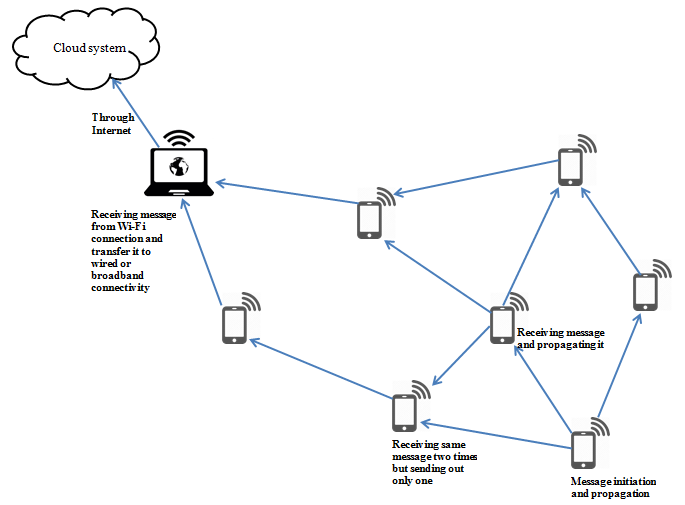 Cloud system
Through
Internet
Receiving message
from Wi-Fi
connection and
transfer it to
wired or
broadband
connectivity
Receiving message
and propagating it
Receiving same
message two times
but sending out
only one
Message initiation
and propagation